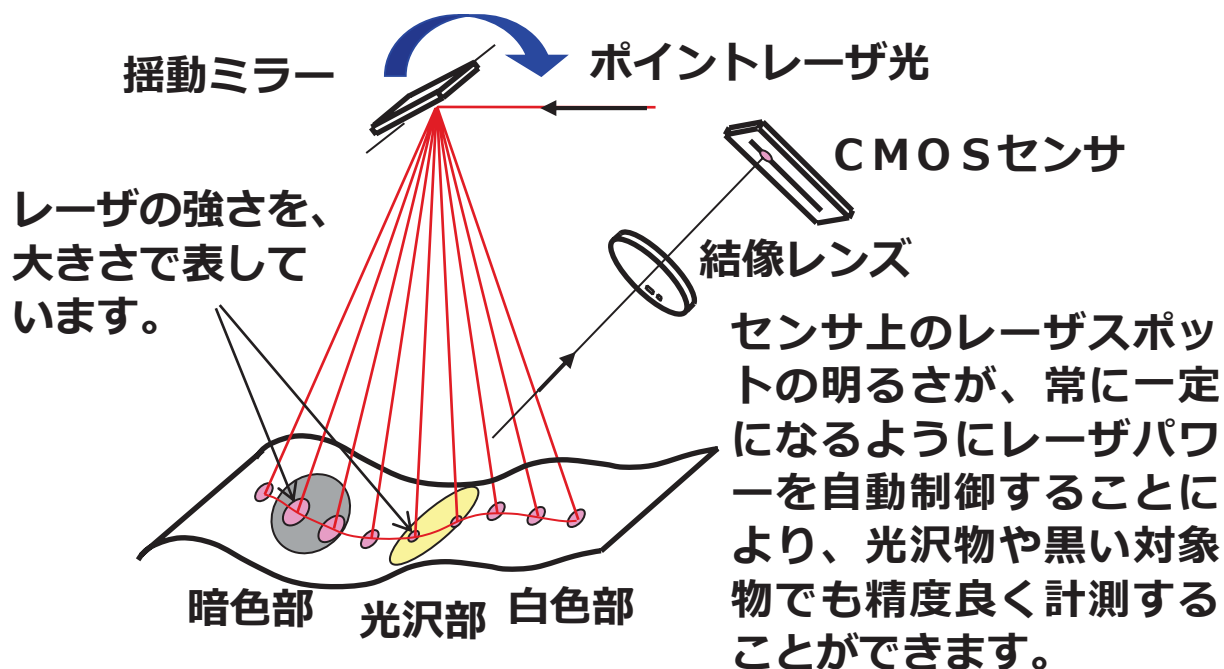 揺動ミラー
ポイントレーザ光
ＣＭＯＳセンサ
レーザの強さを、
大きさで表して
います。
結像レンズ
センサ上のレーザスポッ
トの明るさが、常に一定
になるようにレーザパワ
ーを自動制御することに
より、光沢物や黒い対象
物でも精度良く計測する
ことができます。
暗色部
光沢部
白色部